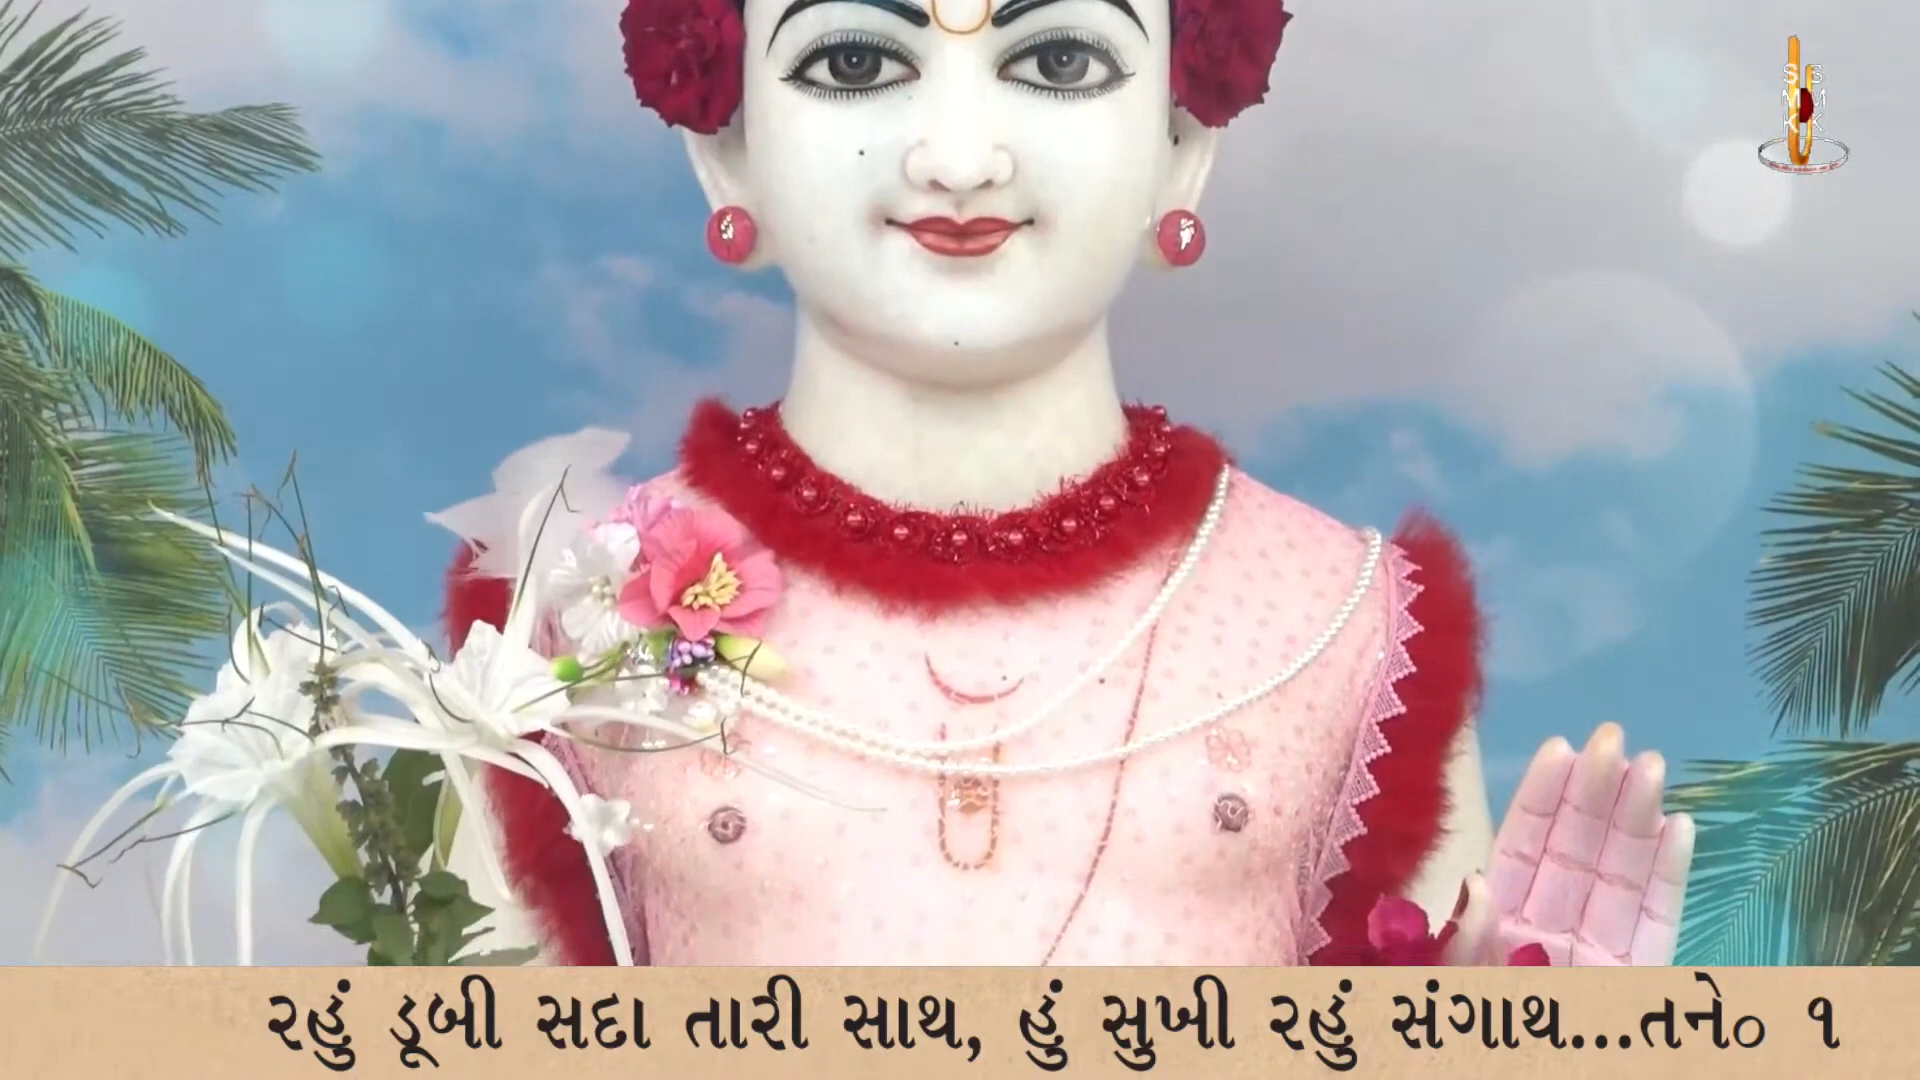 S S
M M
K K
રહું ડૂબી સદા તારી સાથ, હું સુખી રહું સંગાથ...તને૦ ૧